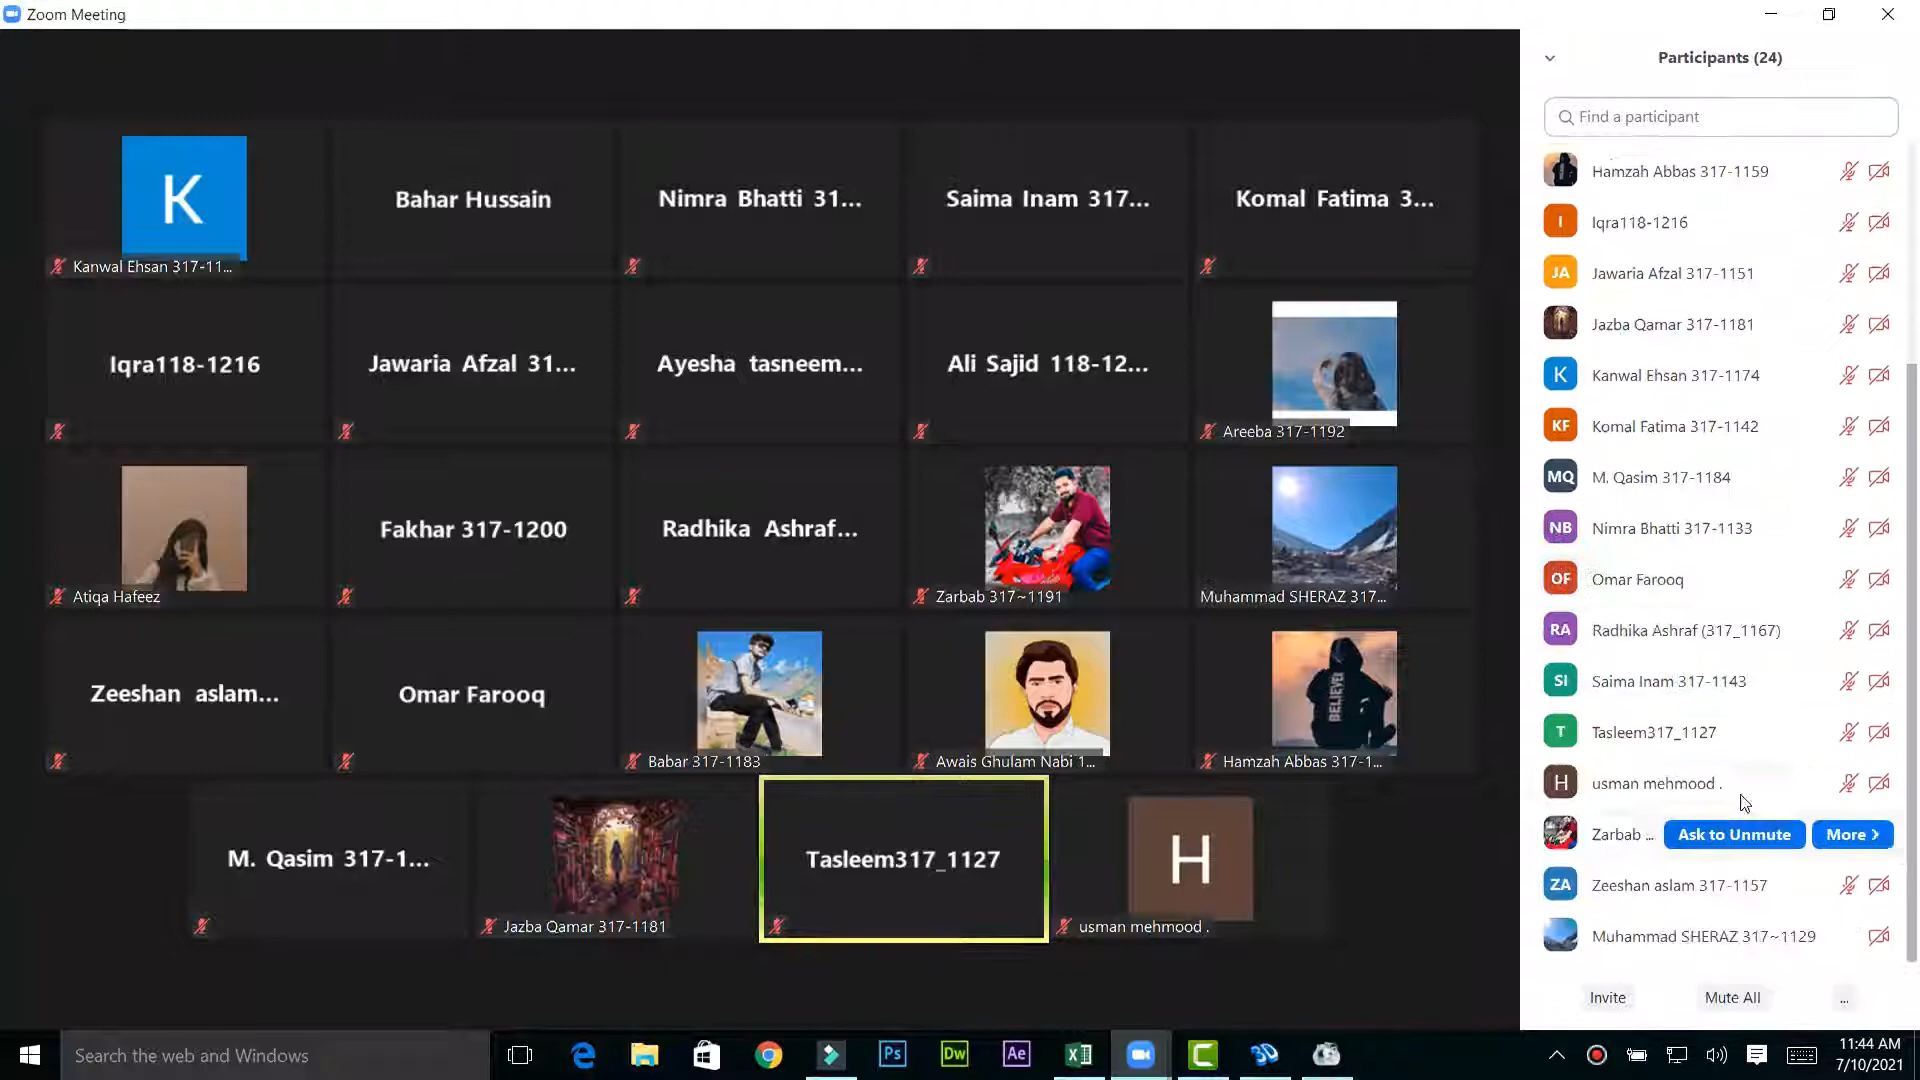 Zoom Meeting
Participants (24)
Find a participant
K
Kanwal Ehsan 317-11...
Bahar Hussain
Nimra Bhatti 31...
Saima Inam 317...
Komal Fatima 3...
Iqra118-1216
Jawaria Afzal 31...
Ayesha tasneem...
Ali Sajid 118-12...
Areeba 317-1192
Atiqa Hafeez
Fakhar 317-1200
Radhika Ashraf...
Zarbab 317~1191
Muhammad SHERAZ 317...
Zeeshan aslam...
Omar Farooq
Babar 317-1183
Awais Ghulam Nabi 1...
BELIEVE
Hamzah Abbas 317-1...
M. Qasim 317-1...
Jazba Qamar 317-1181
Tasleem317_1127
H
usman mehmood .
Hamzah Abbas 317-1159
I Iqra118-1216
JA Jawaria Afzal 317-1151
Jazba Qamar 317-1181
K Kanwal Ehsan 317-1174
KF Komal Fatima 317-1142
MQ M. Qasim 317-1184
NB Nimra Bhatti 317-1133
OF Omar Farooq
RA Radhika Ashraf (317_1167)
SI Saima Inam 317-1143
T Tasleem317_1127
H usman mehmood .
Zarbab ... Ask to Unmute More
ZA Zeeshan aslam 317-1157
Muhammad SHERAZ 317~1129
Invite Mute All ...
Search the web and Windows
Ps Dw Ae
11:44 AM
7/10/2021